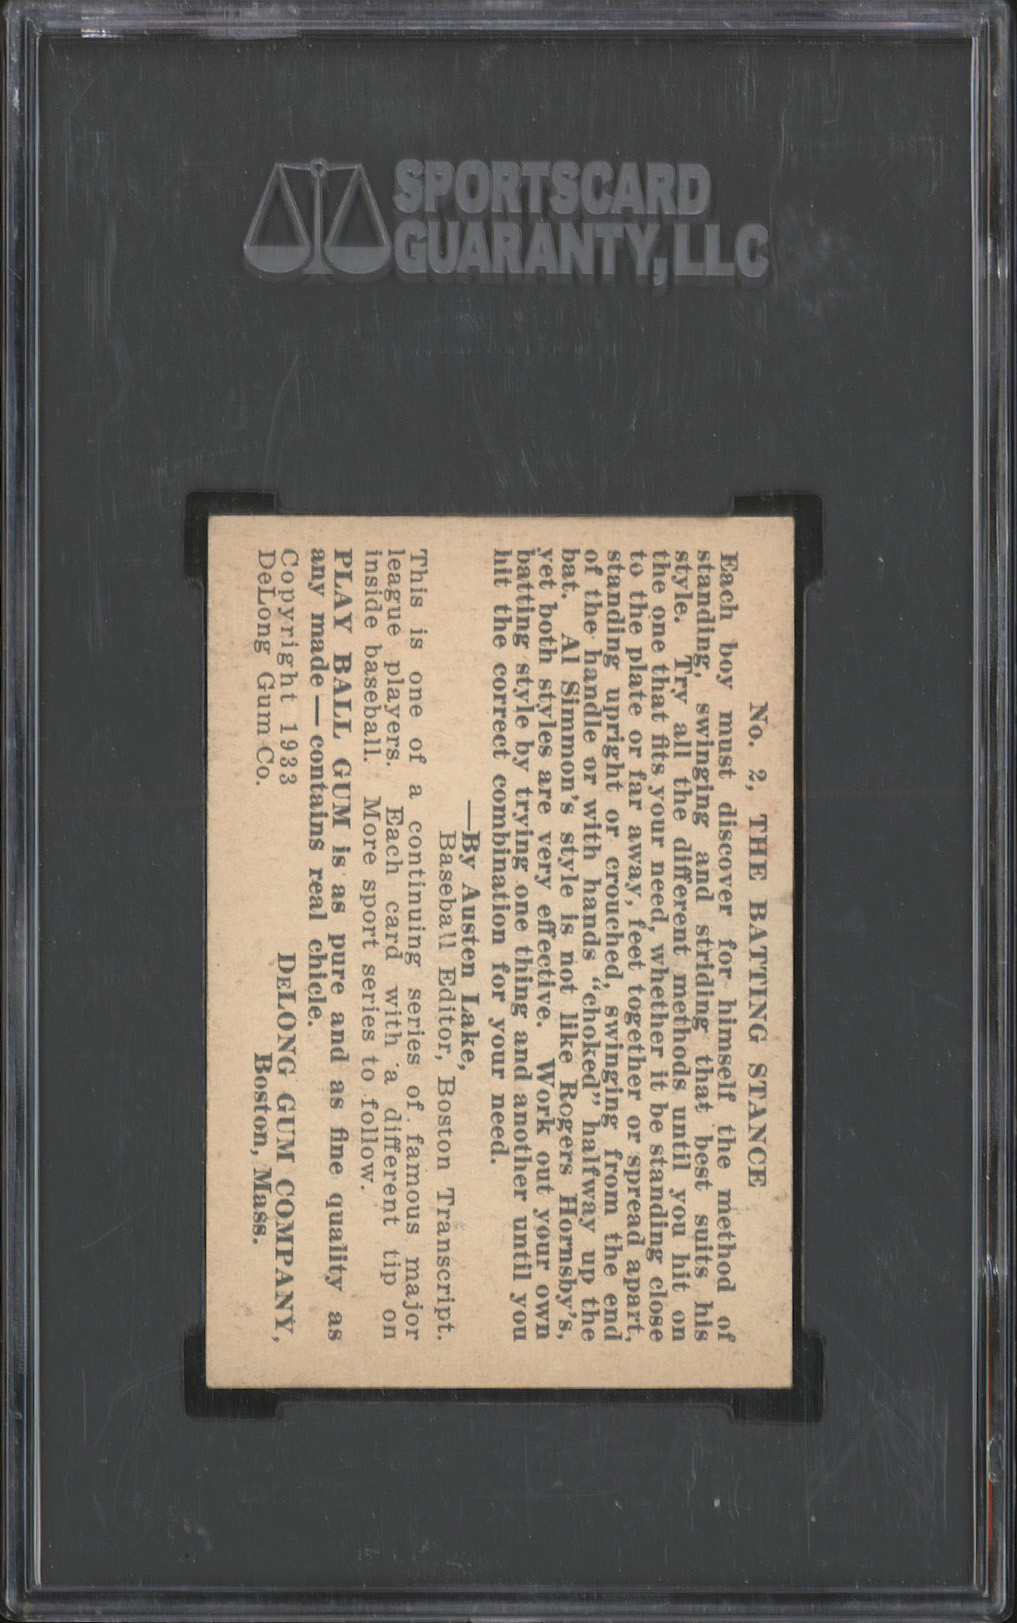 SPORTSCARD
GUARANTY, LLC
No. 2, THE BATTING STANCE
Each boy must discover for himself the method of
standing, swinging and striding that best suits his
style. Try all the different methods until you hit on
the one that fits your need, whether it be standing close
to the plate or far away, feet together or spread apart,
standing upright or crouched, swinging from the end
of the handle or with hands “choked” halfway up the
bat. Al Simmon's style is not like Rogers Hornsby's,
yet both styles are very effective. Work out your own
batting style by trying one thing and another until you
hit the correct combination for your need.
—By Austen Lake,
Baseball Editor, Boston Transcript.
This is one of a continuing series of famous major
league players. Each card with a different tip on
inside baseball. More sport series to follow.
PLAY BALL GUM is as pure and as fine quality as
any made — contains real chicle.
Copyright 1933
DeLong Gum Co.
DELONG GUM COMPANY,
Boston, Mass.